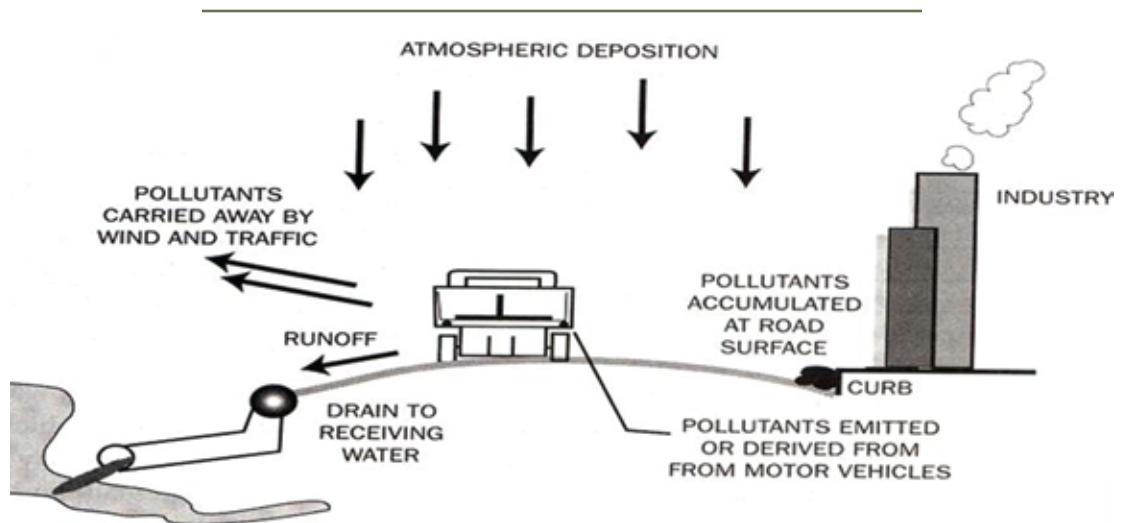 ATMOSPHERIC DEPOSITION
POLLUTANTS
CARRIED AWAY BY
WIND AND TRAFFIC
INDUSTRY
POLLUTANTS
ACCUMULATED
AT ROAD
SURFACE
RUNOFF
CURB
DRAIN TO
RECEIVING
WATER
POLLUTANTS EMITTED
OR DERIVED FROM
FROM MOTOR VEHICLES